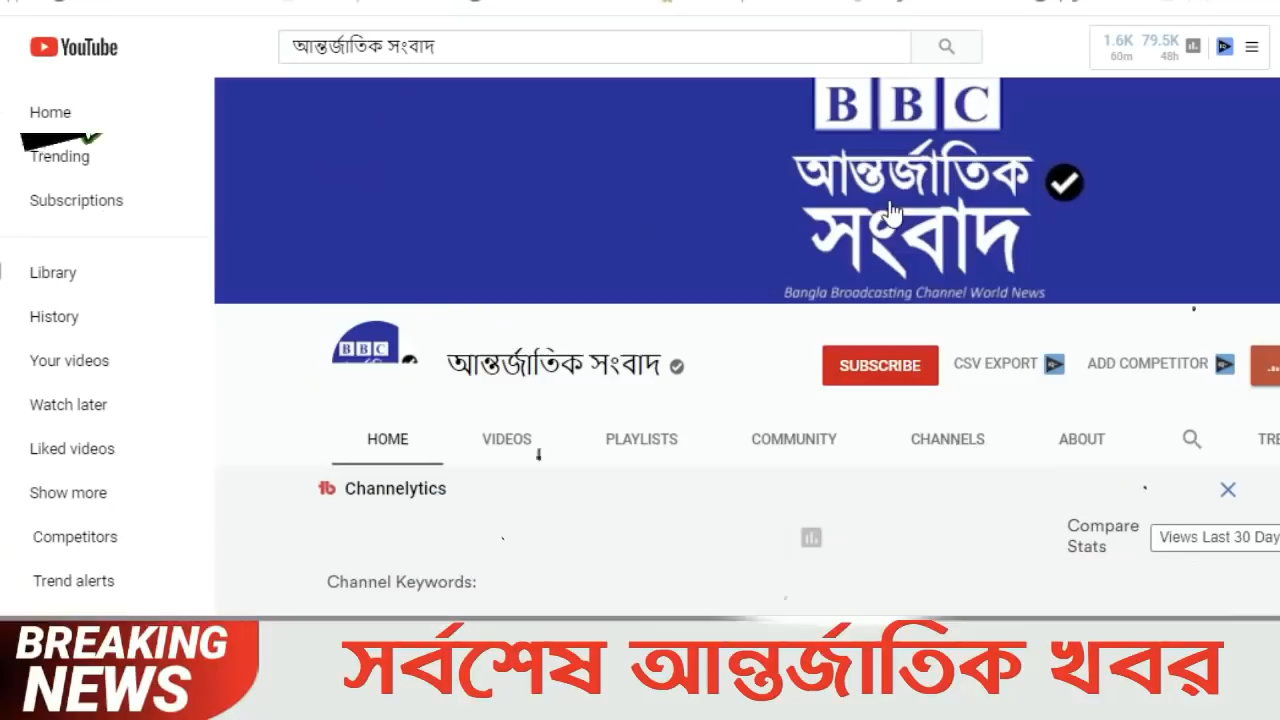 YouTube
আন্তর্জাতিক সংবাদ
1.6K 79.5K
60m 48h
Home
Trending
Subscriptions
Library
History
Your videos
Watch later
Liked videos
Show more
Competitors
Trend alerts
BBC
আন্তর্জাতিক
সংবাদ
Bangla Broadcasting Channel World News
BBC
আন্তর্জাতিক সংবাদ
SUBSCRIBE
CSV EXPORT
ADD COMPETITOR
HOME VIDEOS PLAYLISTS COMMUNITY CHANNELS ABOUT
tb Channelytics
Compare
Stats
Views Last 30 Day
Channel Keywords:
BREAKING
NEWS
সর্বশেষ আন্তর্জাতিক খবর